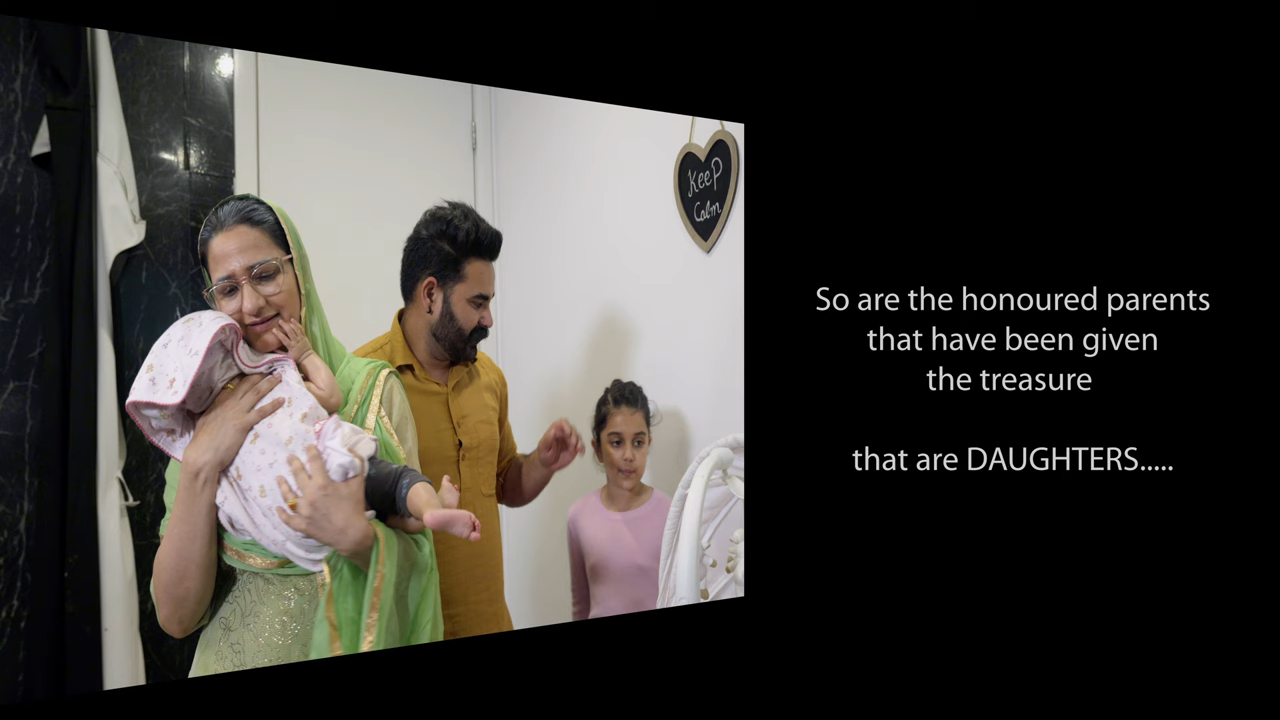 Keep
Calm
So are the honoured parents
that have been given
the treasure
that are DAUGHTERS.....